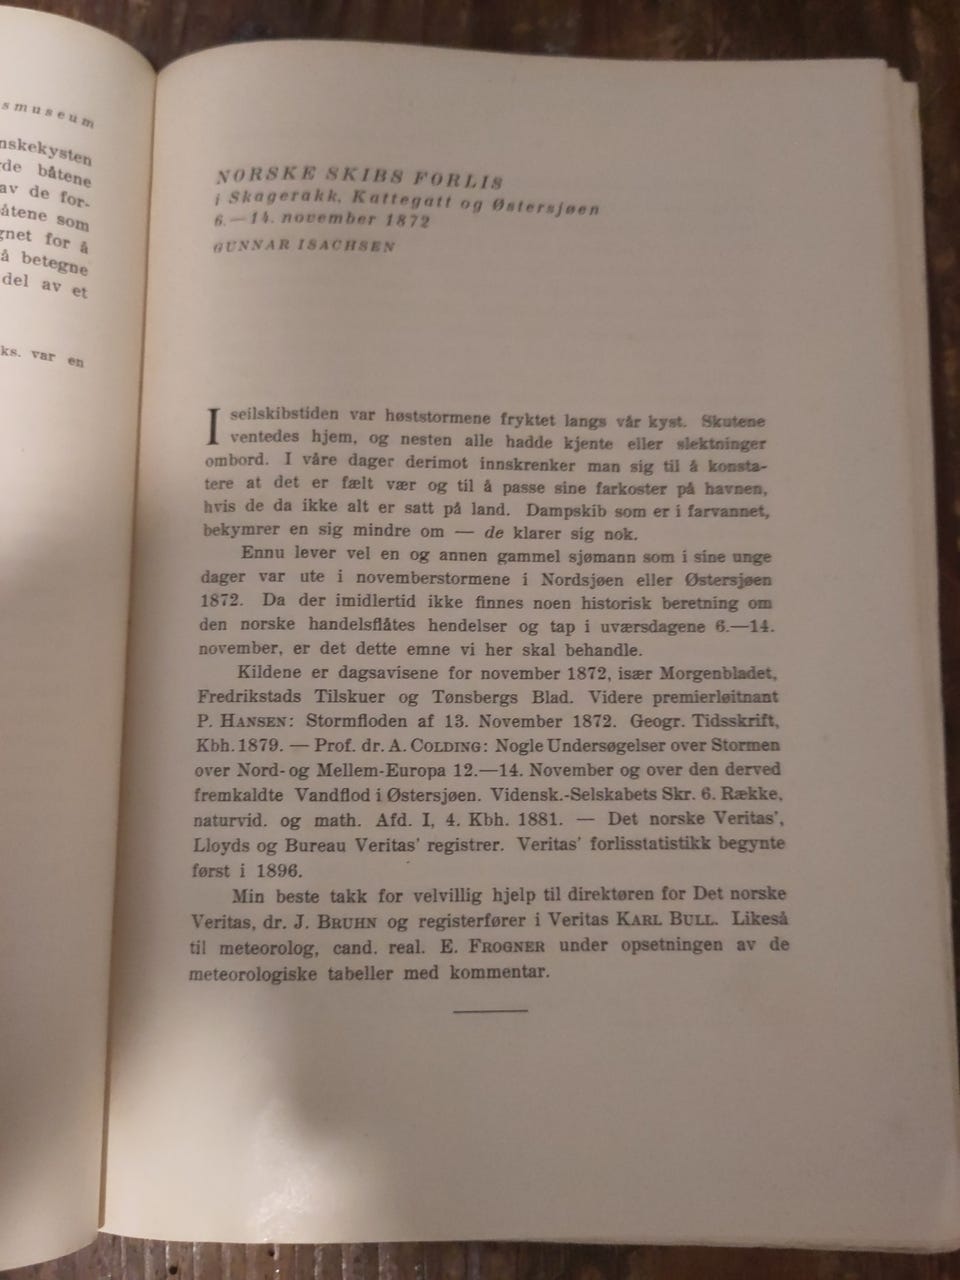 smuseum
nskekysten
de båtene
av de for-
åtene som
gnet for å
å betegne
del av et
ks. var en
NORSKE SKIBS FORLIS
i Skagerakk, Kattegatt og Østersjøen
6.—14. november 1872
GUNNAR ISACHSEN
I seilskibstiden var høststormene fryktet langs vår kyst. Skutene
ventedes hjem, og nesten alle hadde kjente eller slektninger
ombord. I våre dager derimot innskrenker man sig til å konsta-
tere at det er fælt vær og til å passe sine farkoster på havnen,
hvis de da ikke alt er satt på land. Dampskib som er i farvannet,
bekymrer en sig mindre om — de klarer sig nok.
Ennu lever vel en og annen gammel sjømann som i sine unge
dager var ute i novemberstormene i Nordsjøen eller Østersjøen
1872. Da der imidlertid ikke finnes noen historisk beretning om
den norske handelsflåtes hendelser og tap i uværsdagene 6.—14.
november, er det dette emne vi her skal behandle.
Kildene er dagsavisene for november 1872, især Morgenbladet,
Fredrikstads Tilskuer og Tønsbergs Blad. Videre premierløitnant
P. HANSEN: Stormfloden af 13. November 1872. Geogr. Tidsskrift,
Kbh. 1879. — Prof. dr. A. COLDING: Nogle Undersøgelser over Stormen
over Nord- og Mellem-Europa 12.—14. November og over den derved
fremkaldte Vandflod i Østersjøen. Vidensk.-Selskabets Skr. 6. Række,
naturvid. og math. Afd. I, 4. Kbh. 1881. — Det norske Veritas',
Lloyds og Bureau Veritas' registrer. Veritas' forlisstatistikk begynte
først i 1896.
Min beste takk for velvillig hjelp til direktøren for Det norske
Veritas, dr. J. BRUHN og registerfører i Veritas KARL BULL. Likeså
til meteorolog, cand. real. E. FROGNER under opsetningen av de
meteorologiske tabeller med kommentar.